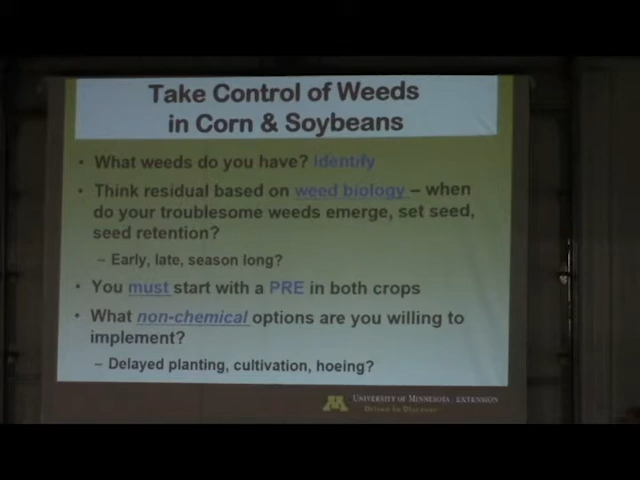 Take Control of Weeds
in Corn & Soybeans
• What weeds do you have? Identify
• Think residual based on weed biology – when
do your troublesome weeds emerge, set seed,
seed retention?
– Early, late, season long?
• You must start with a PRE in both crops
• What non-chemical options are you willing to
implement?
– Delayed planting, cultivation, hoeing?
UNIVERSITY OF MINNESOTA | EXTENSION
Driven to Discover